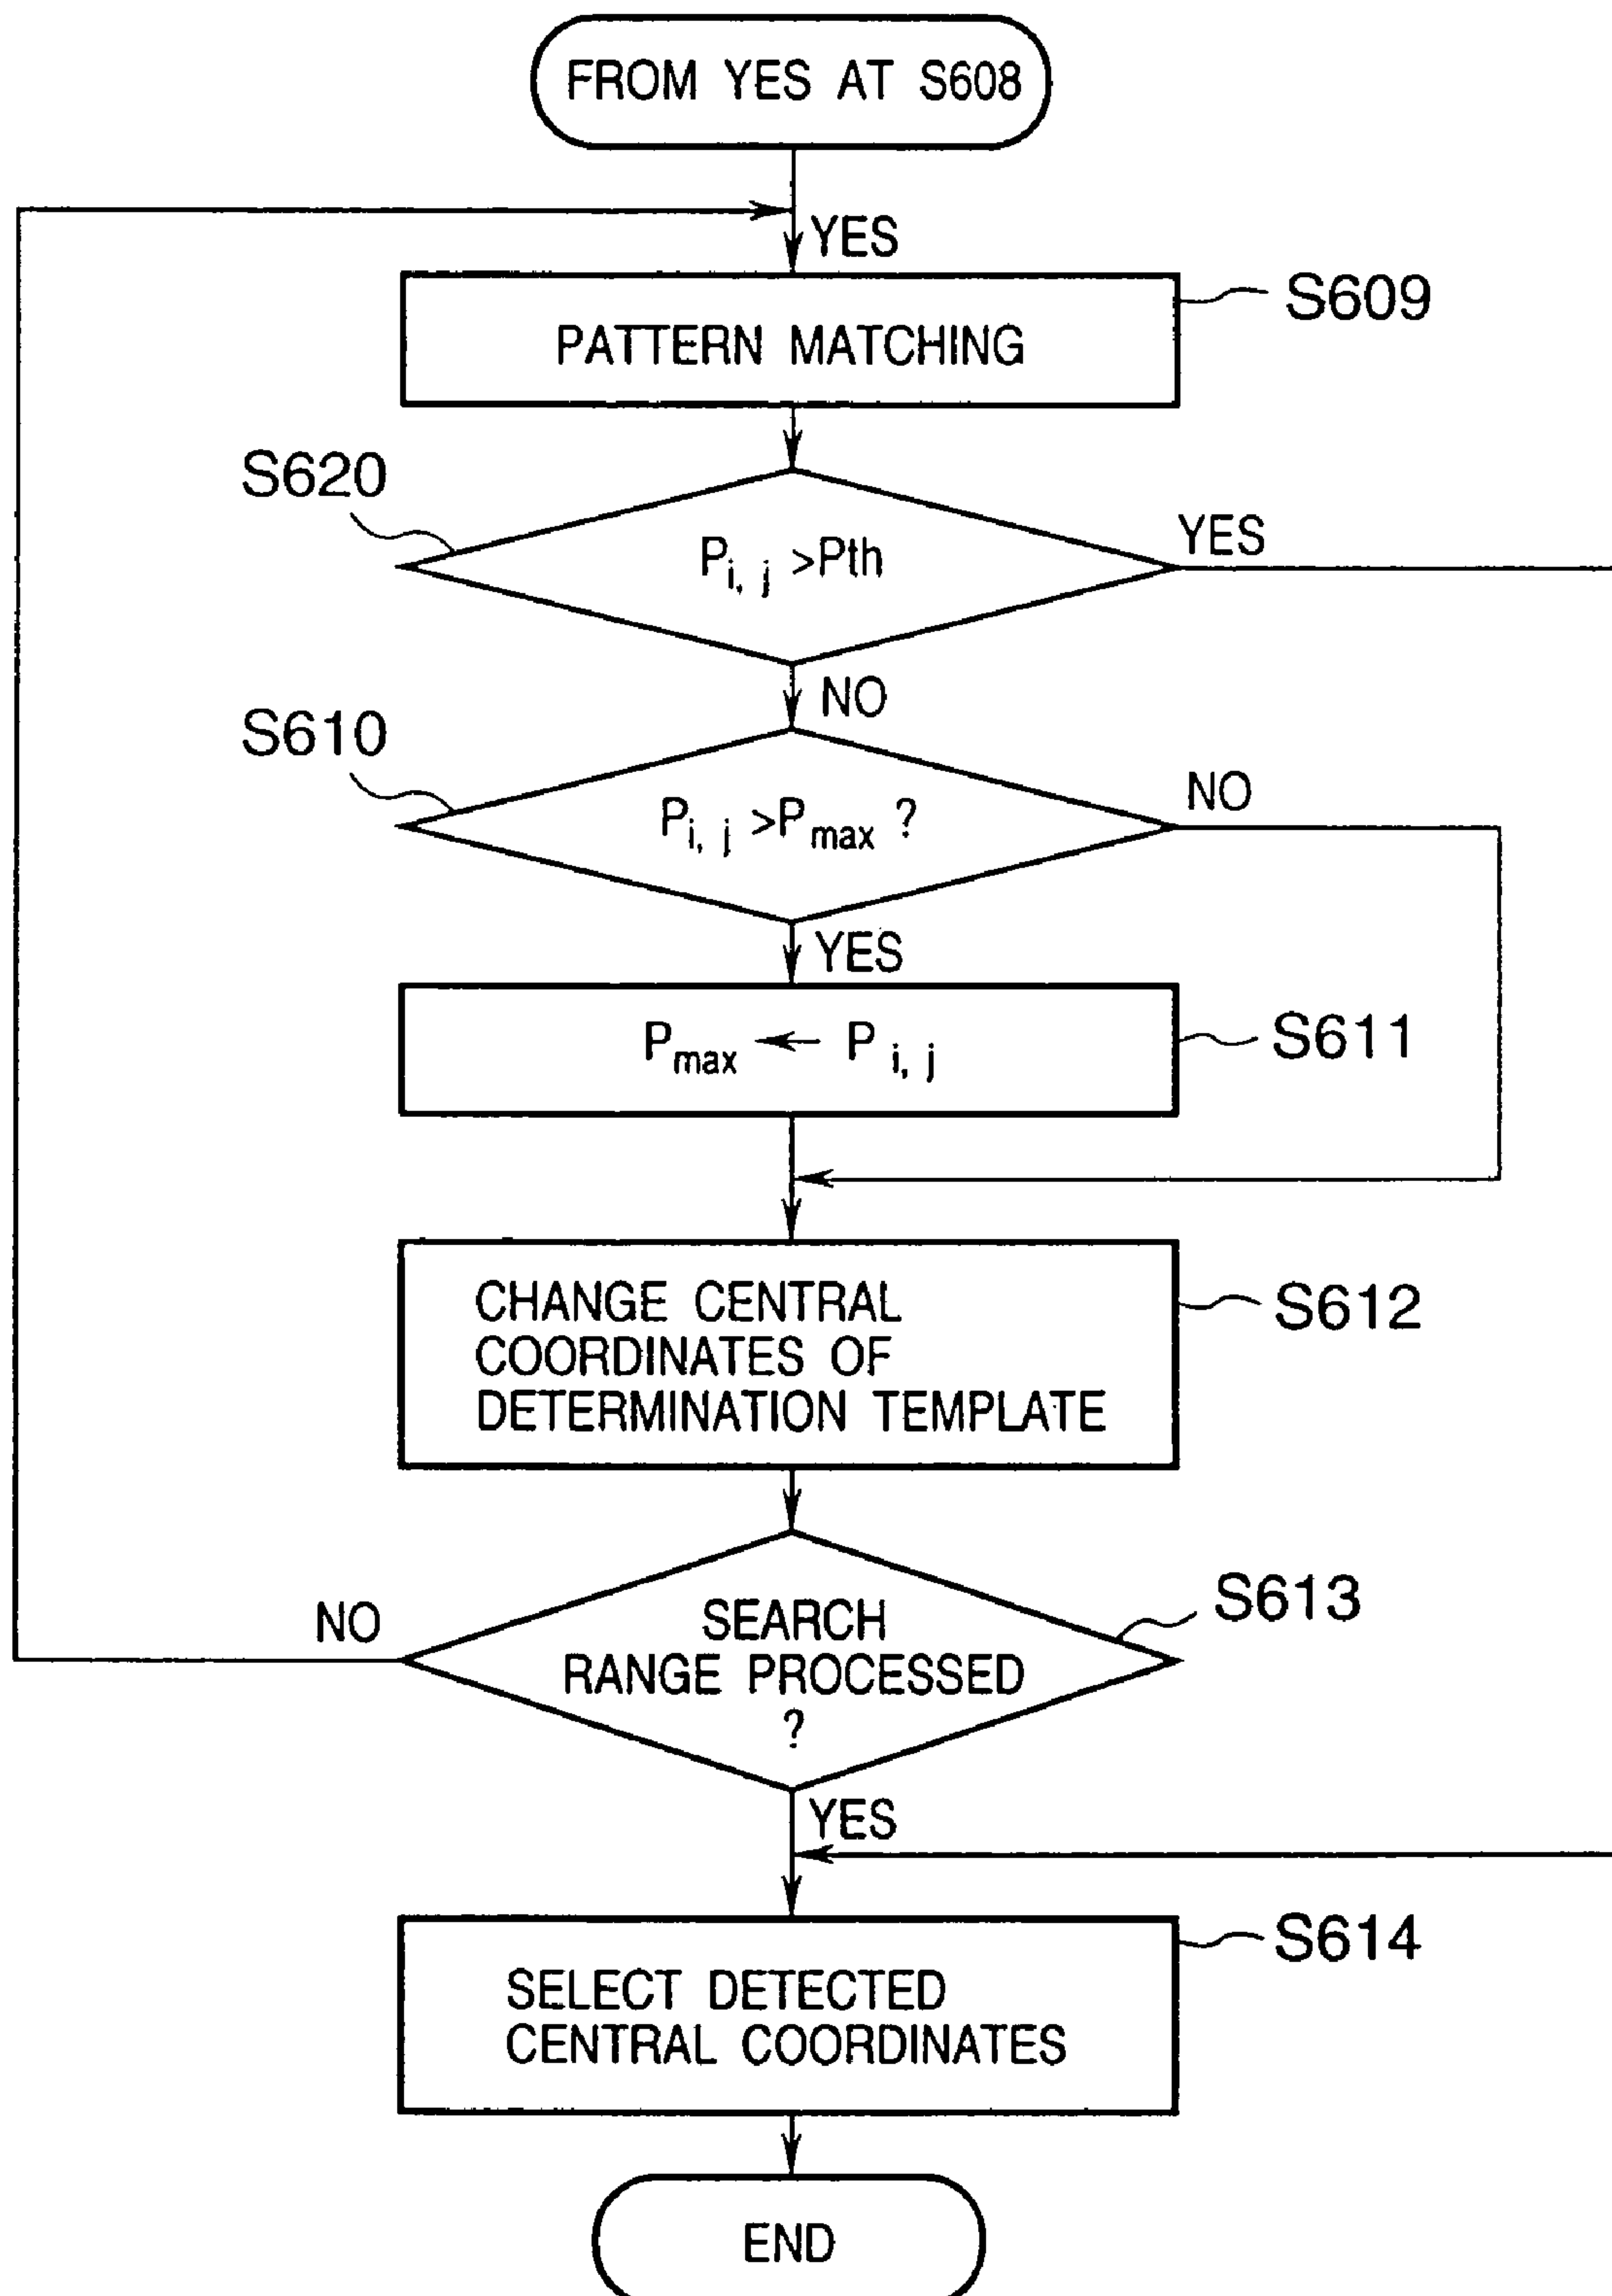 FROM YES AT S608
YES
S609
PATTERN MATCHING
S620
YES
Pi, j >Pth
NO
S610
NO
Pi, j >Pmax ?
YES
S611
Pmax ← Pi, j
S612
CHANGE CENTRAL
COORDINATES OF
DETERMINATION TEMPLATE
S613
NO
SEARCH
RANGE PROCESSED
?
YES
S614
SELECT DETECTED
CENTRAL COORDINATES
END